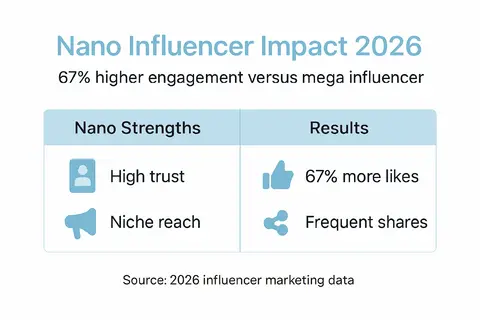 Nano Influencer Impact 2026
67% higher engagement versus mega influencer
Nano Strengths
Results
High trust
67% more likes
Niche reach
Frequent shares
Source: 2026 influencer marketing data